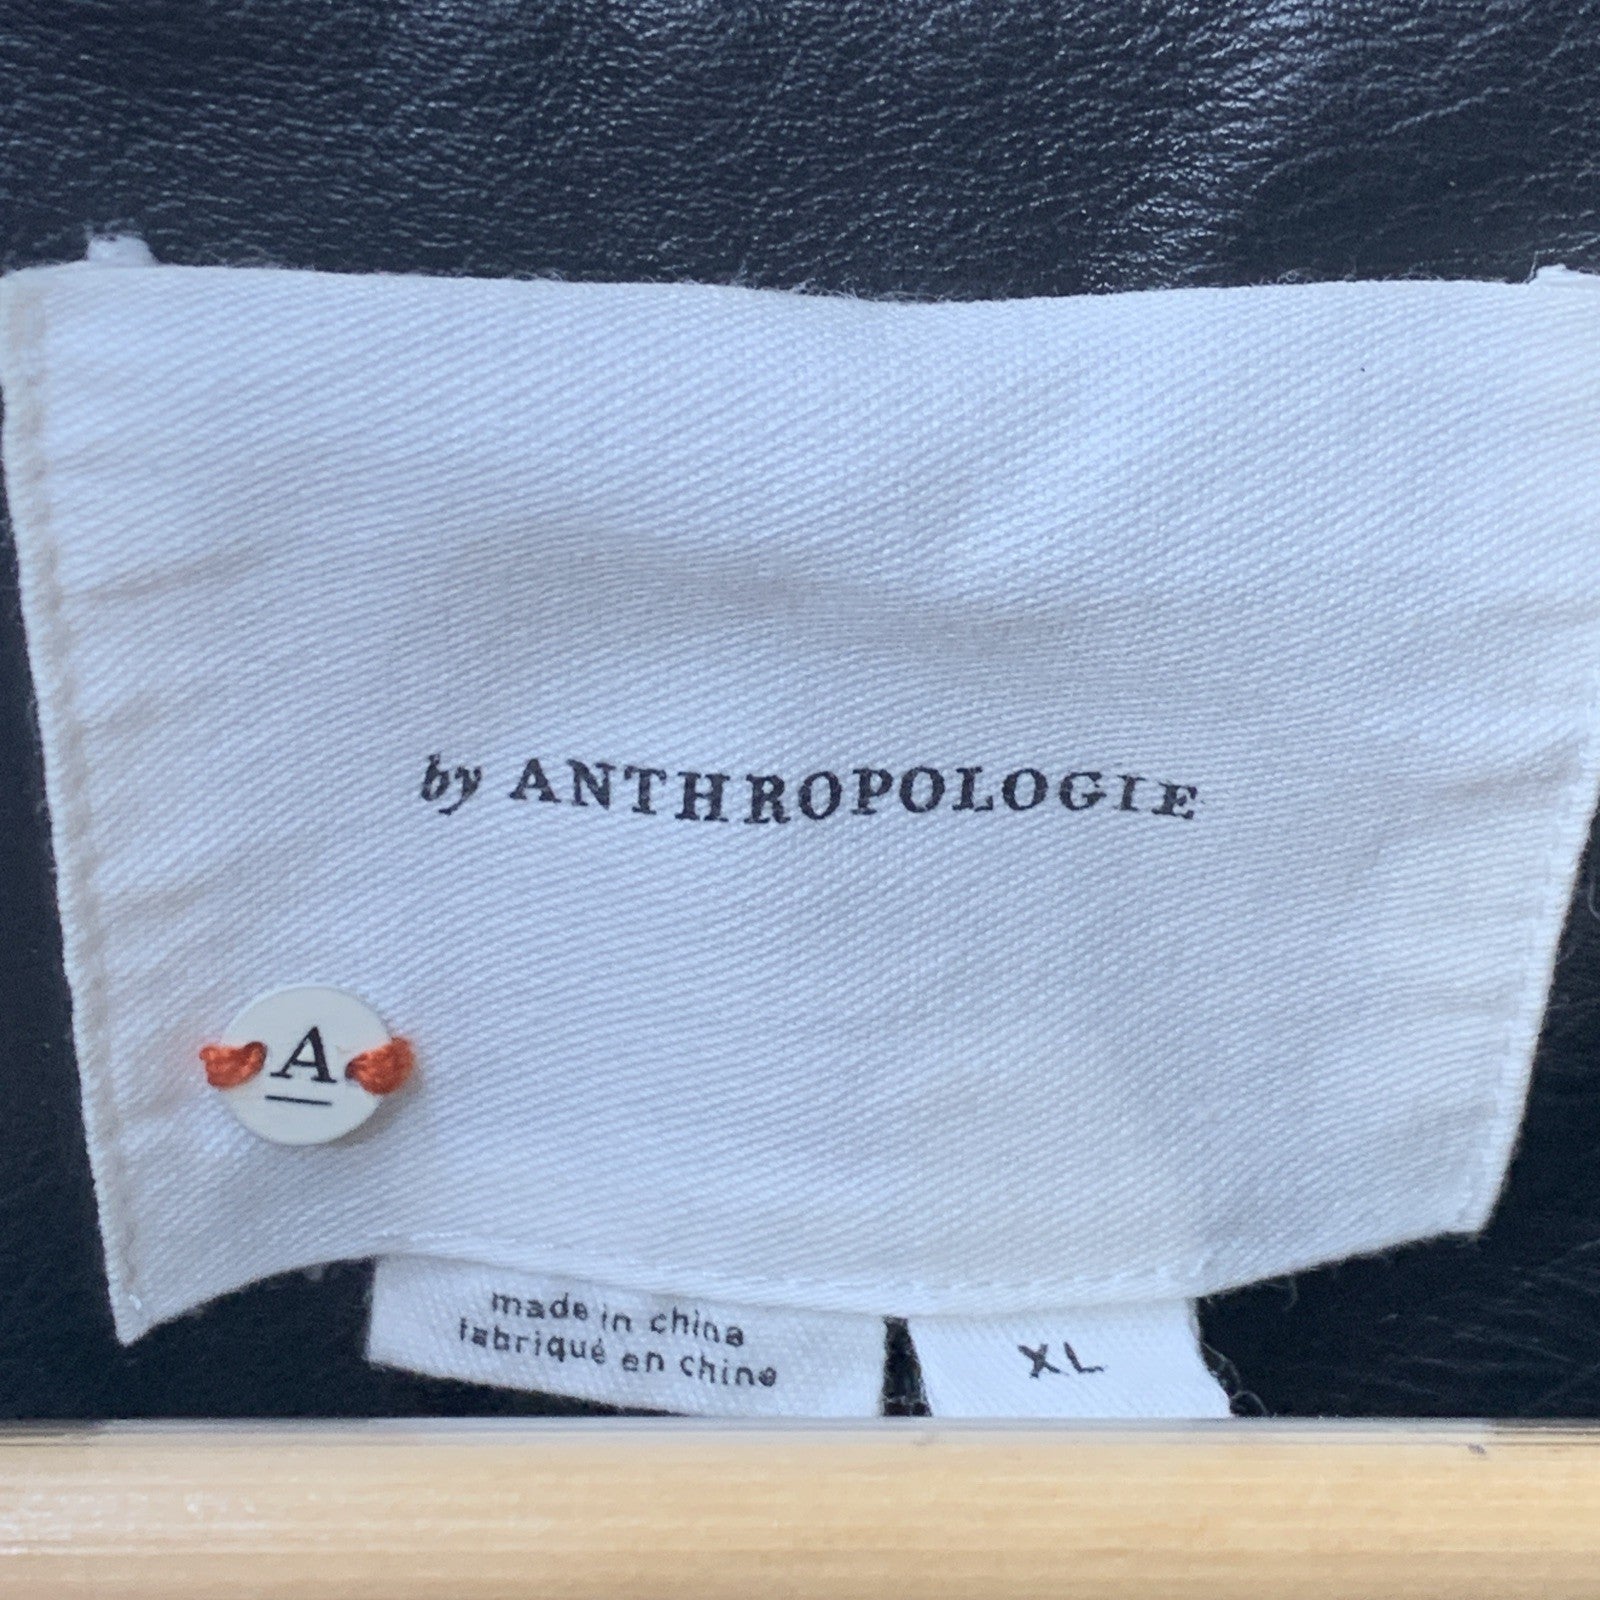 by ANTHROPOLOGIE
A
made in china
fabriqué en chine
XL